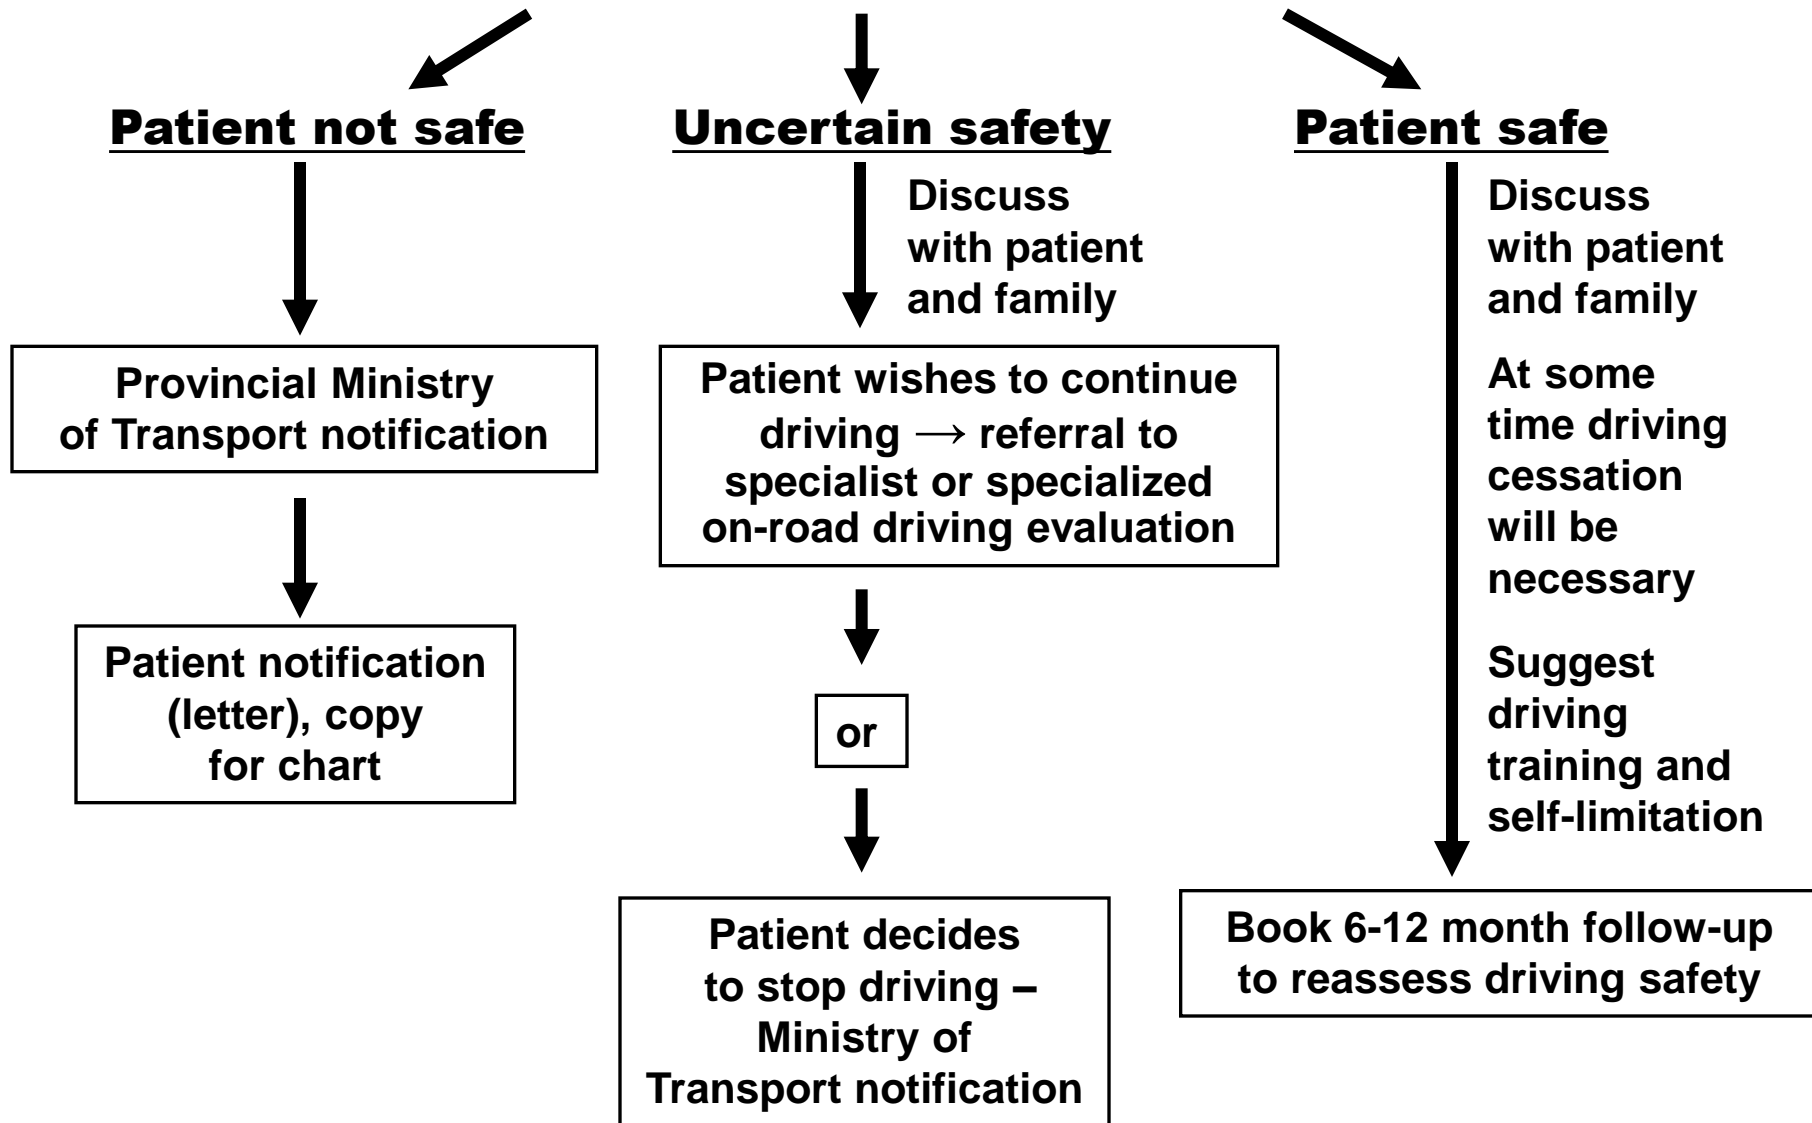 Patient not safe
Provincial Ministry
of Transport notification
Patient notification
(letter), copy
for chart
Uncertain safety
Discuss
with patient
and family
Patient wishes to continue
driving → referral to
specialist or specialized
on-road driving evaluation
or
Patient decides
to stop driving –
Ministry of
Transport notification
Patient safe
Discuss
with patient
and family
At some
time driving
cessation
will be
necessary
Suggest
driving
training and
self-limitation
Book 6-12 month follow-up
to reassess driving safety